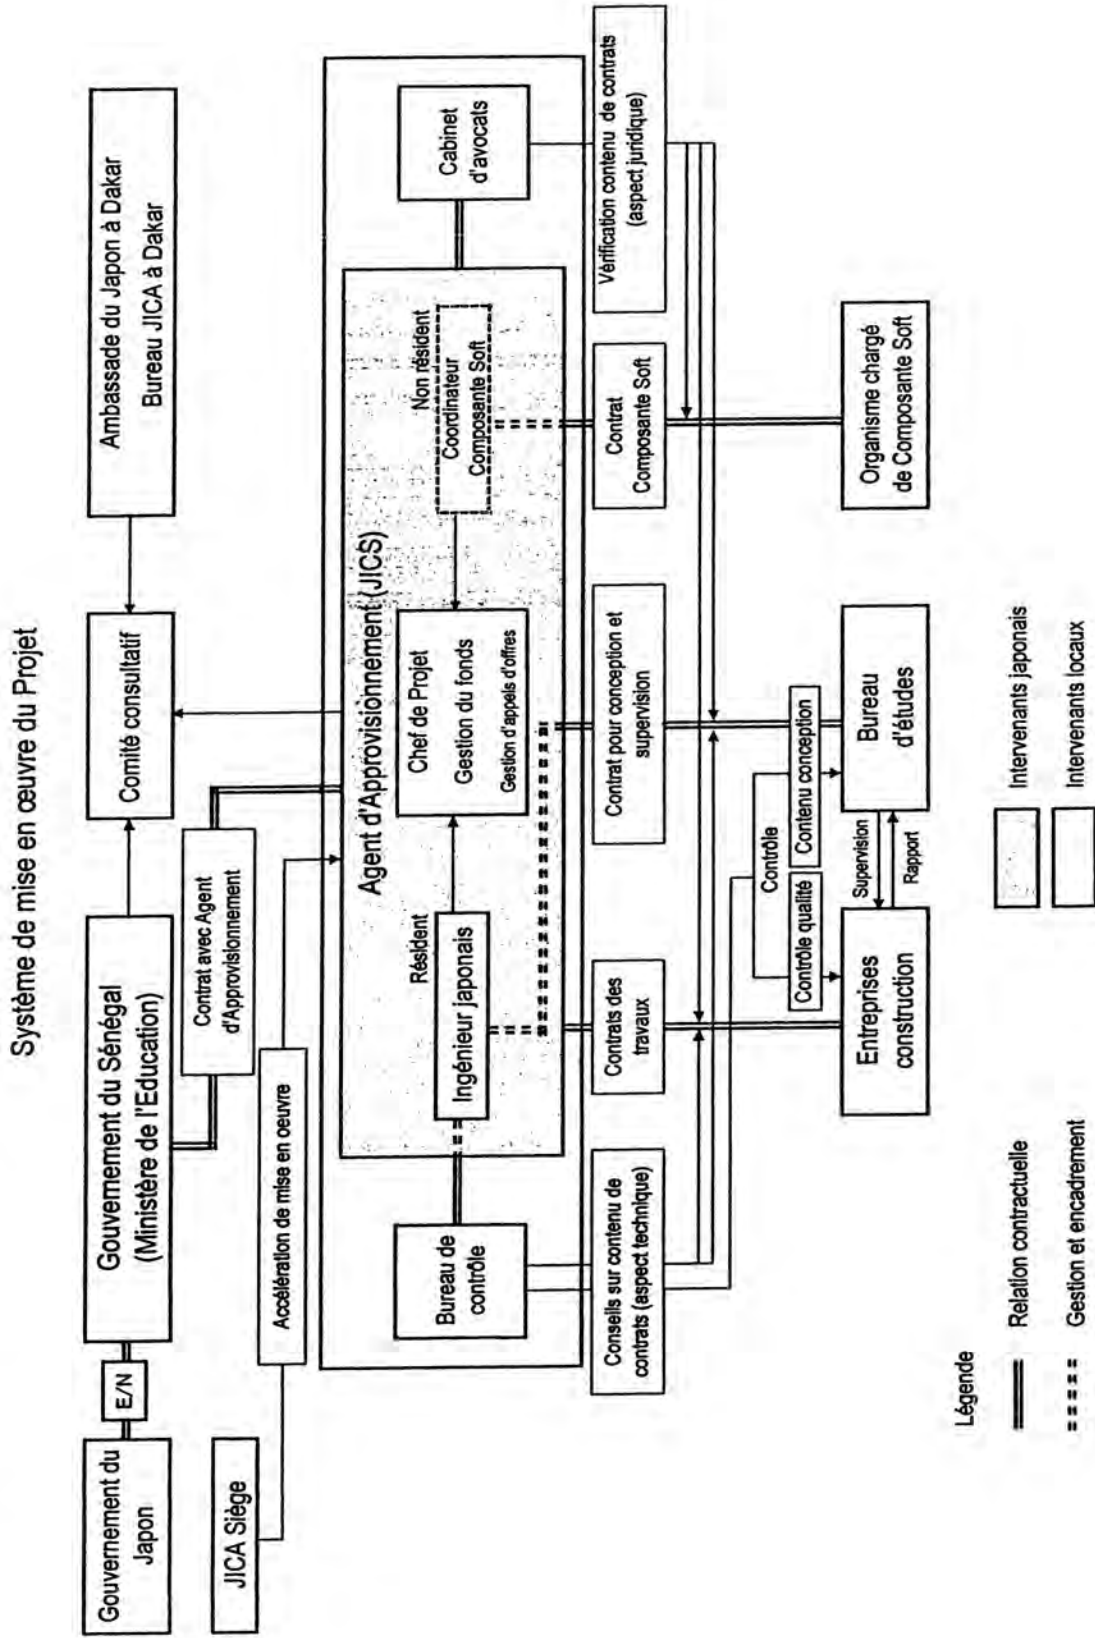 Système de mise en œuvre du Projet
Gouvernement du
Japon
E/N
Gouvernement du Sénégal
(Ministère de l'Education)
Comité consultatif
Ambassade du Japon à Dakar
Bureau JICA à Dakar
JICA Siège
Accélération de mise en oeuvre
Contrat avec Agent
d'Approvisionnement
Agent d'Approvisionnement (JICS)
Bureau de
contrôle
Résident
Ingénieur japonais
Chef de Projet
Gestion du fonds
Gestion d'appels d'offres
Non résident
Coordinateur
Composante Soft
Cabinet
d'avocats
Conseils sur contenu de
contrats (aspect technique)
Contrats des
travaux
Contrat pour conception et
supervision
Contrat
Composante Soft
Vérification contenu de contrats
(aspect juridique)
Contrôle
Contrôle qualité
Contenu conception
Entreprises
construction
Supervision
Rapport
Bureau
d'études
Organisme chargé
de Composante Soft
Légende
Relation contractuelle
Gestion et encadrement
Intervenants japonais
Intervenants locaux